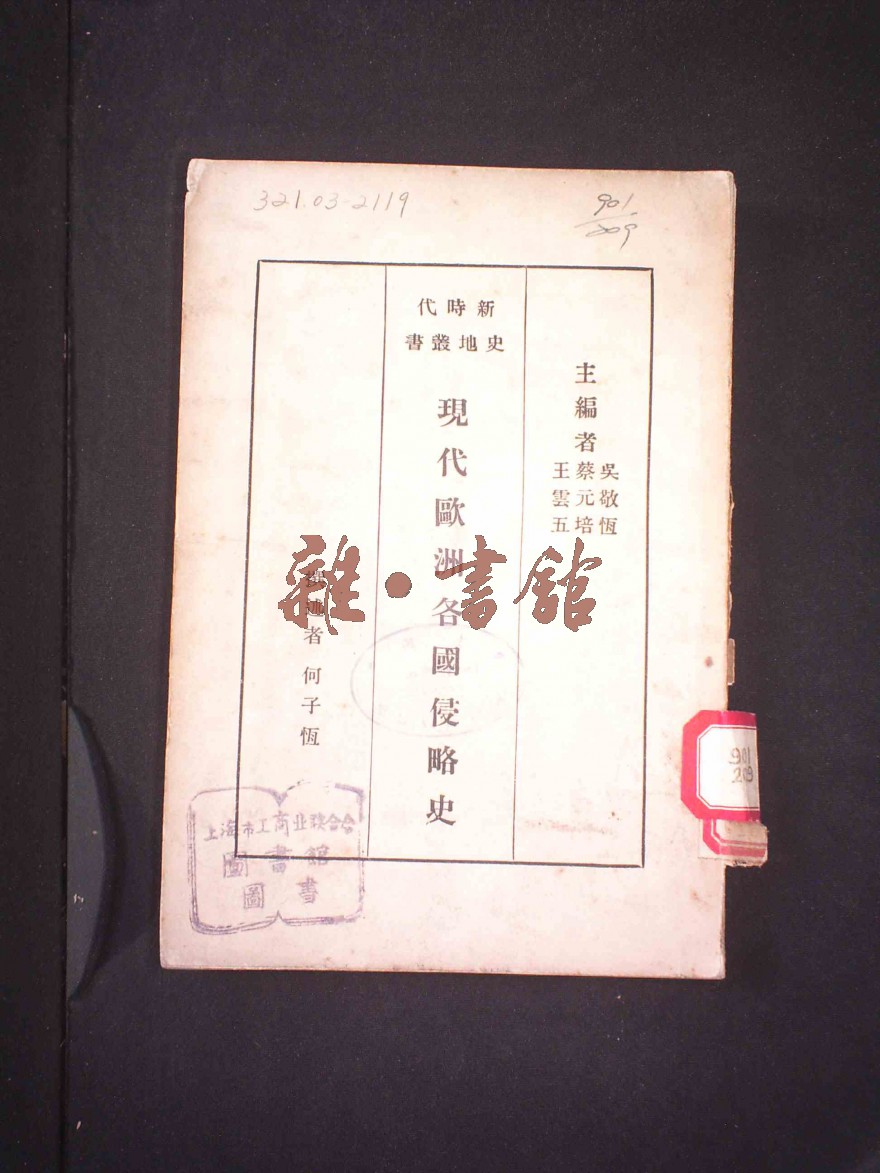 321.03-2119
901
209
主編者
吳敬恆
蔡元培
王雲五
新時代
史地叢書
現代歐洲各國侵略史
撰述者 何子恆
雜·書館
上海市工商业联合会
圖書館
圖書
901
209